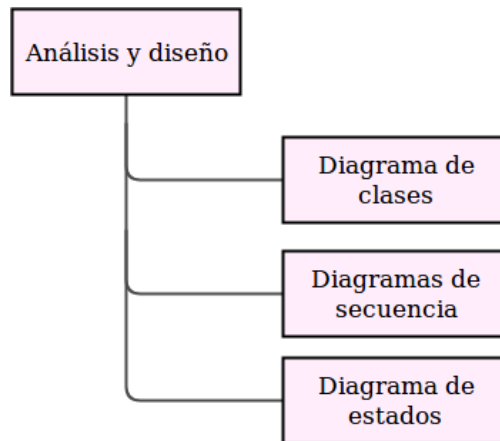 Análisis y diseño
Diagrama de
clases
Diagramas de
secuencia
Diagrama de
estados